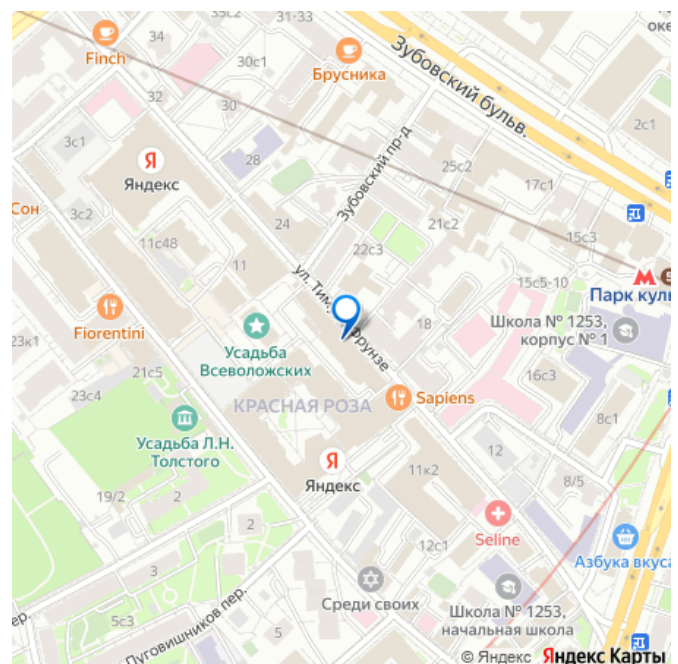 34
31-33
Finch
30с1
Брусника
Зубовский бульв.
32
30
2с1
3с1
28
Яндекс
Зубовский пр-д
25с2
17с1
Сон
3с2
11с48
24
21с2
22с3
15с3
11
ул. Тим
Фрунзе
15с5-10
М
Парк куль
Fiorentini
23к1
Усадьба
Всеволожских
18
Школа № 1253,
корпус № 1
21с5
23с4
КРАСНАЯ РОЗА
Sapiens
16с3
8с1
Усадьба Л.Н.
Толстого
Яндекс
11к2
12
8/5
19/2
2
2
Seline
Азбука вкуса
12с1
3
Среди своих
Школа № 1253,
начальная школа
5с3
Пуговишников пер.
ер.
© Яндекс Яндекс Карты